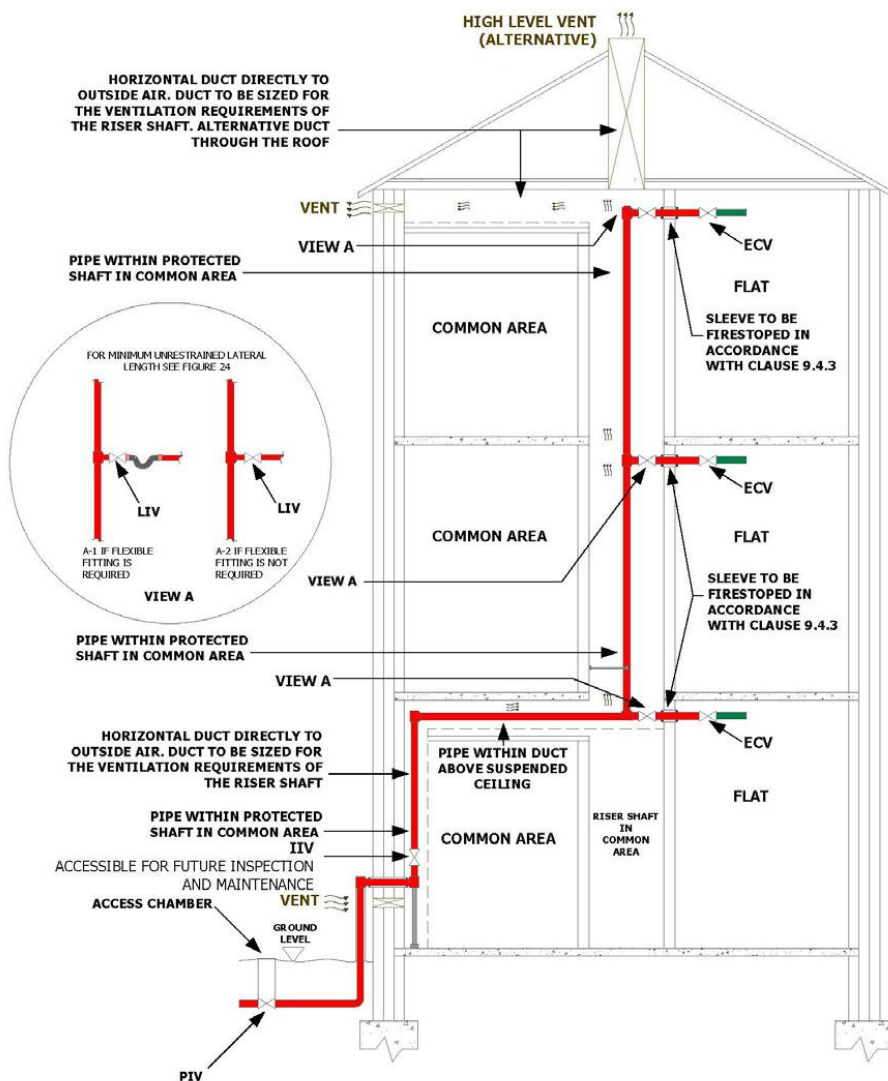 HIGH LEVEL VENT
(ALTERNATIVE)
HORIZONTAL DUCT DIRECTLY TO
OUTSIDE AIR. DUCT TO BE SIZED FOR
THE VENTILATION REQUIREMENTS OF
THE RISER SHAFT. ALTERNATIVE DUCT
THROUGH THE ROOF
VENT
VIEW A
ECV
PIPE WITHIN PROTECTED
SHAFT IN COMMON AREA
FLAT
COMMON AREA
SLEEVE TO BE
FIRESTOPED IN
ACCORDANCE
WITH CLAUSE 9.4.3
FOR MINIMUM UNRESTRAINED LATERAL
LENGTH SEE FIGURE 24
LIV
LIV
A-1 IF FLEXIBLE
FITTING IS
REQUIRED
A-2 IF FLEXIBLE
FITTING IS NOT
REQUIRED
VIEW A
ECV
COMMON AREA
FLAT
VIEW A
SLEEVE TO BE
FIRESTOPED IN
ACCORDANCE
WITH CLAUSE 9.4.3
PIPE WITHIN PROTECTED
SHAFT IN COMMON AREA
VIEW A
HORIZONTAL DUCT DIRECTLY TO
OUTSIDE AIR. DUCT TO BE SIZED FOR
THE VENTILATION REQUIREMENTS OF
THE RISER SHAFT
PIPE WITHIN DUCT
ABOVE SUSPENDED
CEILING
ECV
FLAT
PIPE WITHIN PROTECTED
SHAFT IN COMMON AREA
COMMON AREA
RISER SHAFT
IN
COMMON
AREA
IIV
ACCESSIBLE FOR FUTURE INSPECTION
AND MAINTENANCE
VENT
ACCESS CHAMBER
GROUND
LEVEL
PIV